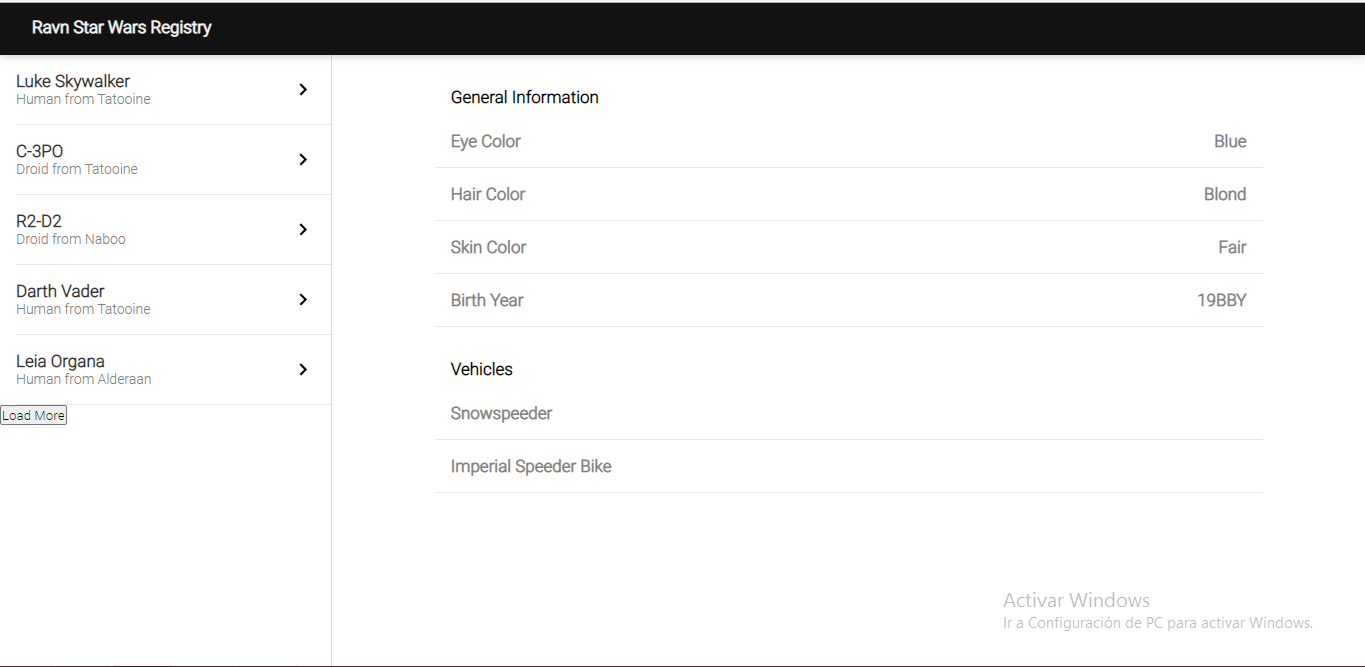 Ravn Star Wars Registry
Luke Skywalker
Human from Tatooine
C-3PO
Droid from Tatooine
R2-D2
Droid from Naboo
Darth Vader
Human from Tatooine
Leia Organa
Human from Alderaan
Load More
General Information
Eye Color Blue
Hair Color Blond
Skin Color Fair
Birth Year 19BBY
Vehicles
Snowspeeder
Imperial Speeder Bike
Activar Windows
Ir a Configuración de PC para activar Windows.